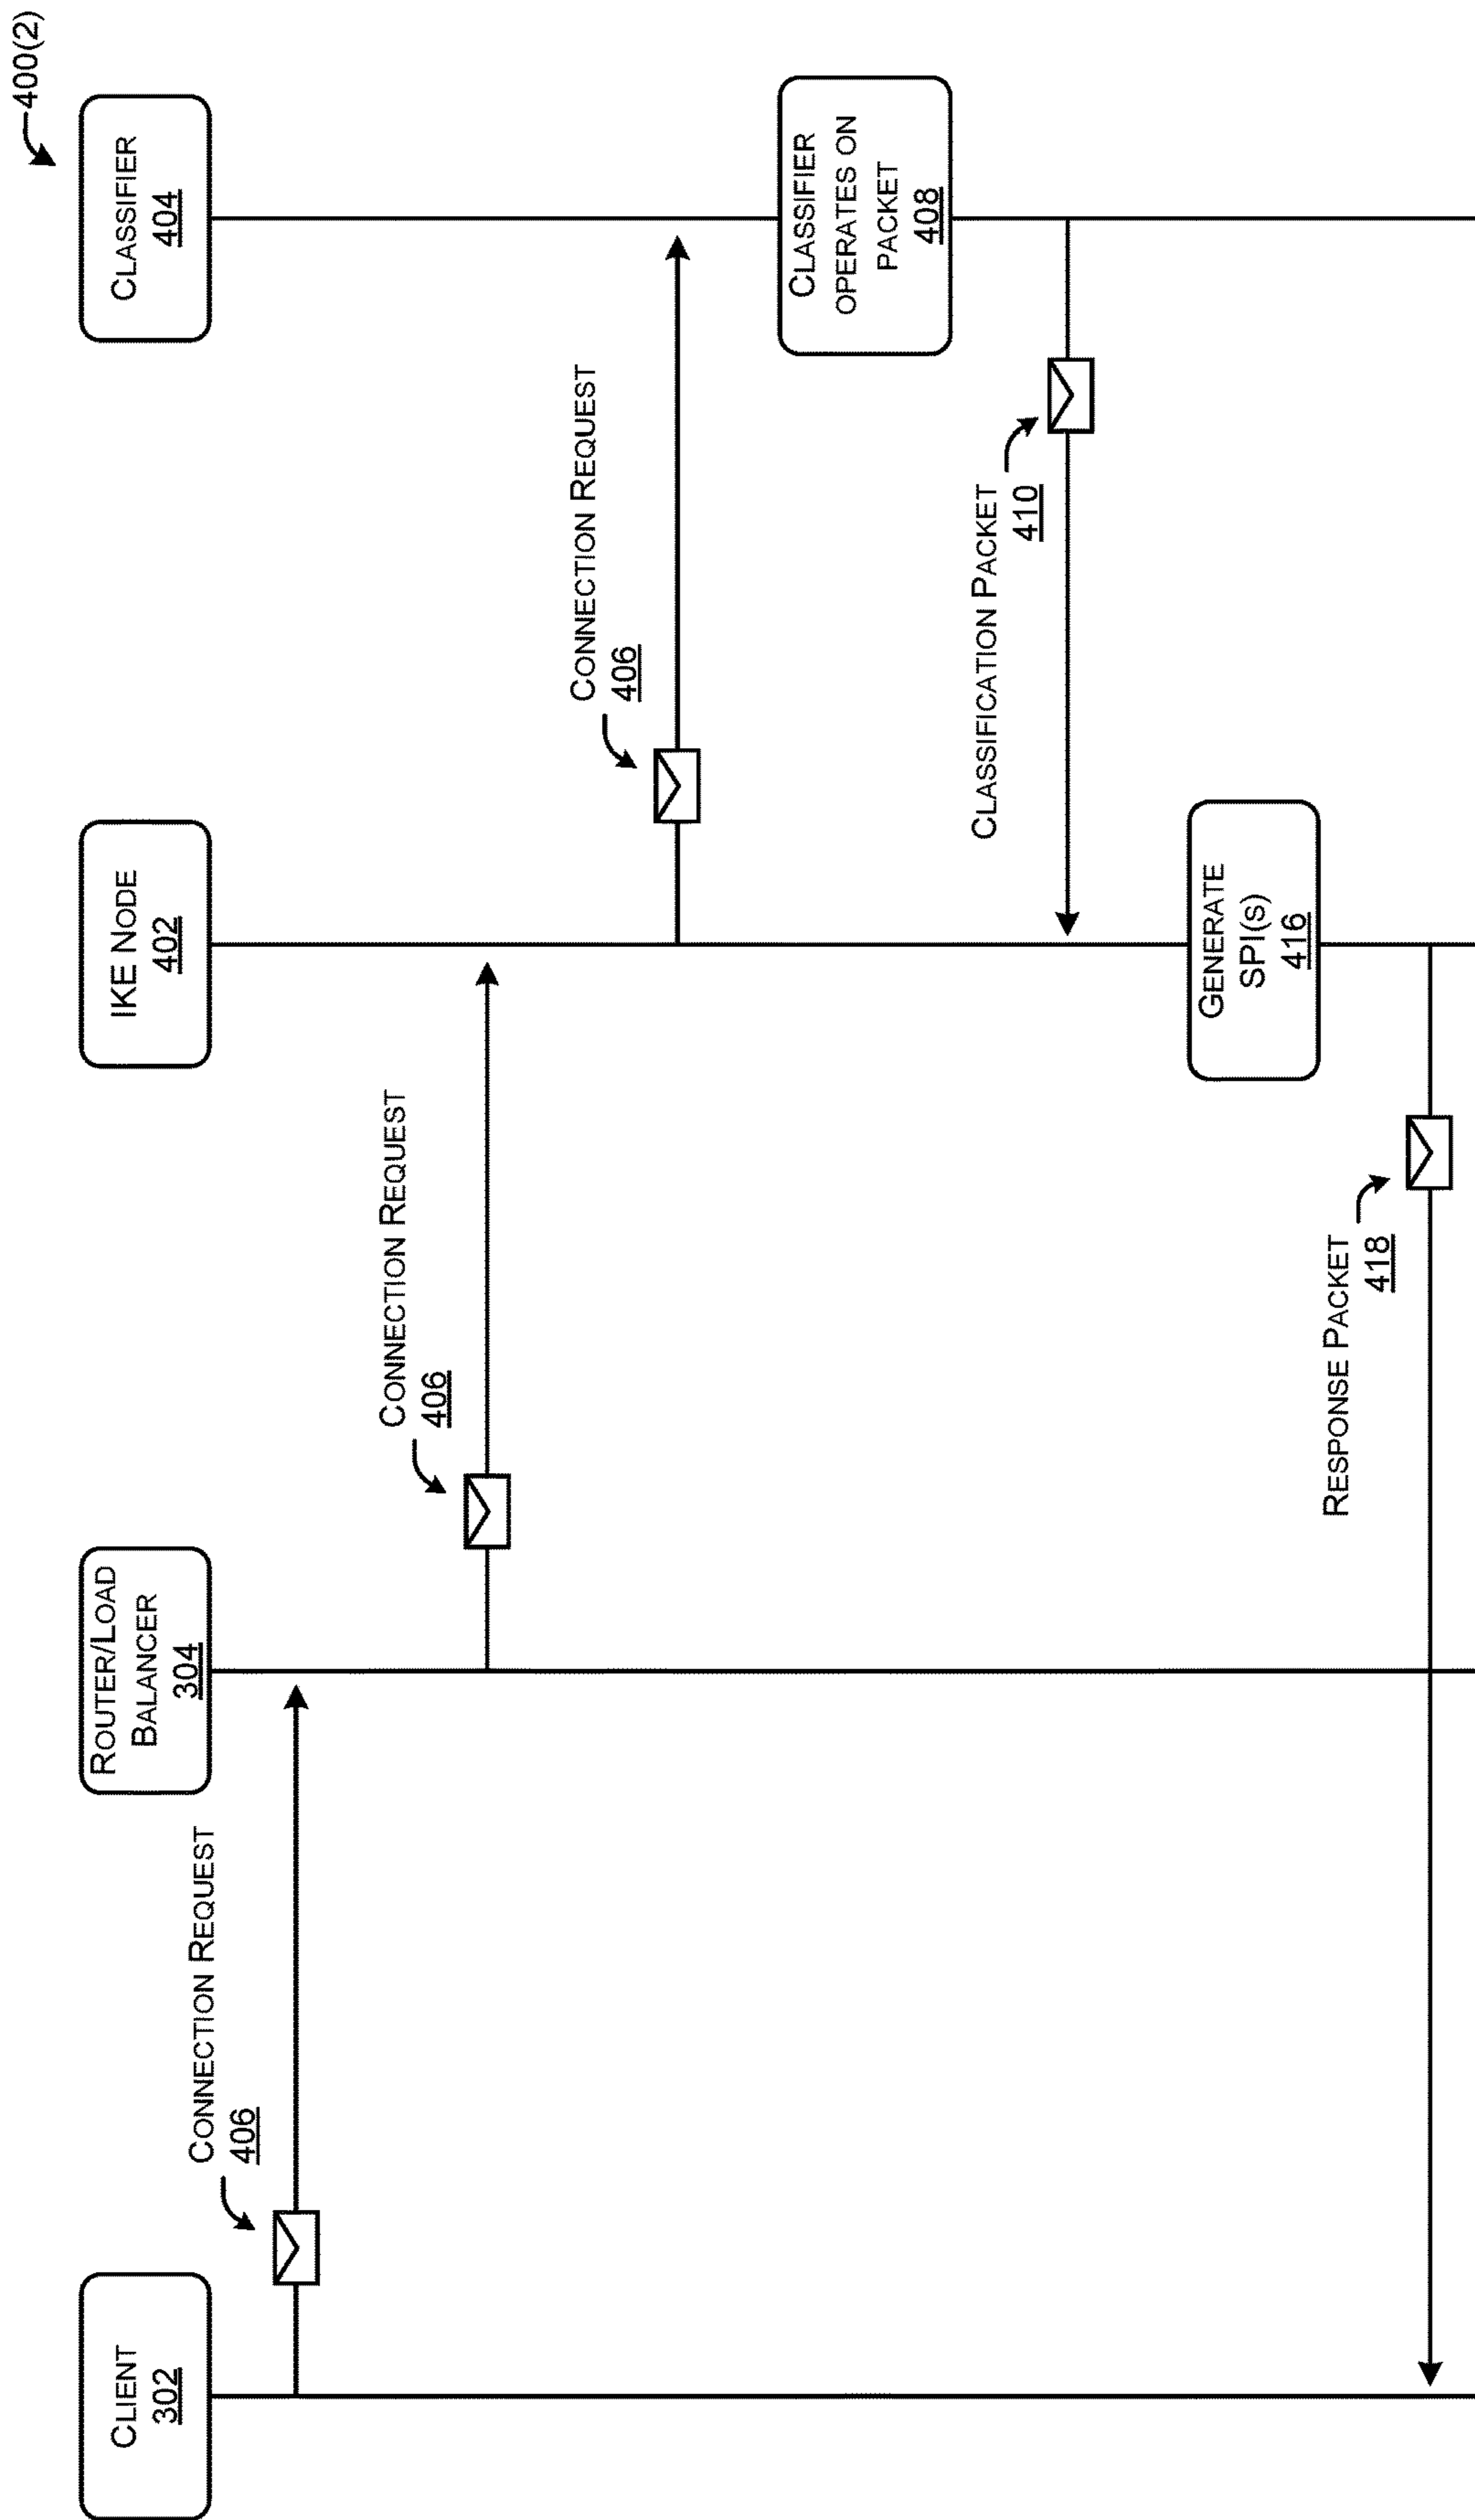 400(2)
CLIENT
302
ROUTER/LOAD
BALANCER
304
IKE NODE
402
CLASSIFIER
404
CONNECTION REQUEST
406
CONNECTION REQUEST
406
CONNECTION REQUEST
406
CLASSIFIER
OPERATES ON
PACKET
408
CLASSIFICATION PACKET
410
GENERATE
SPI(S)
416
RESPONSE PACKET
418